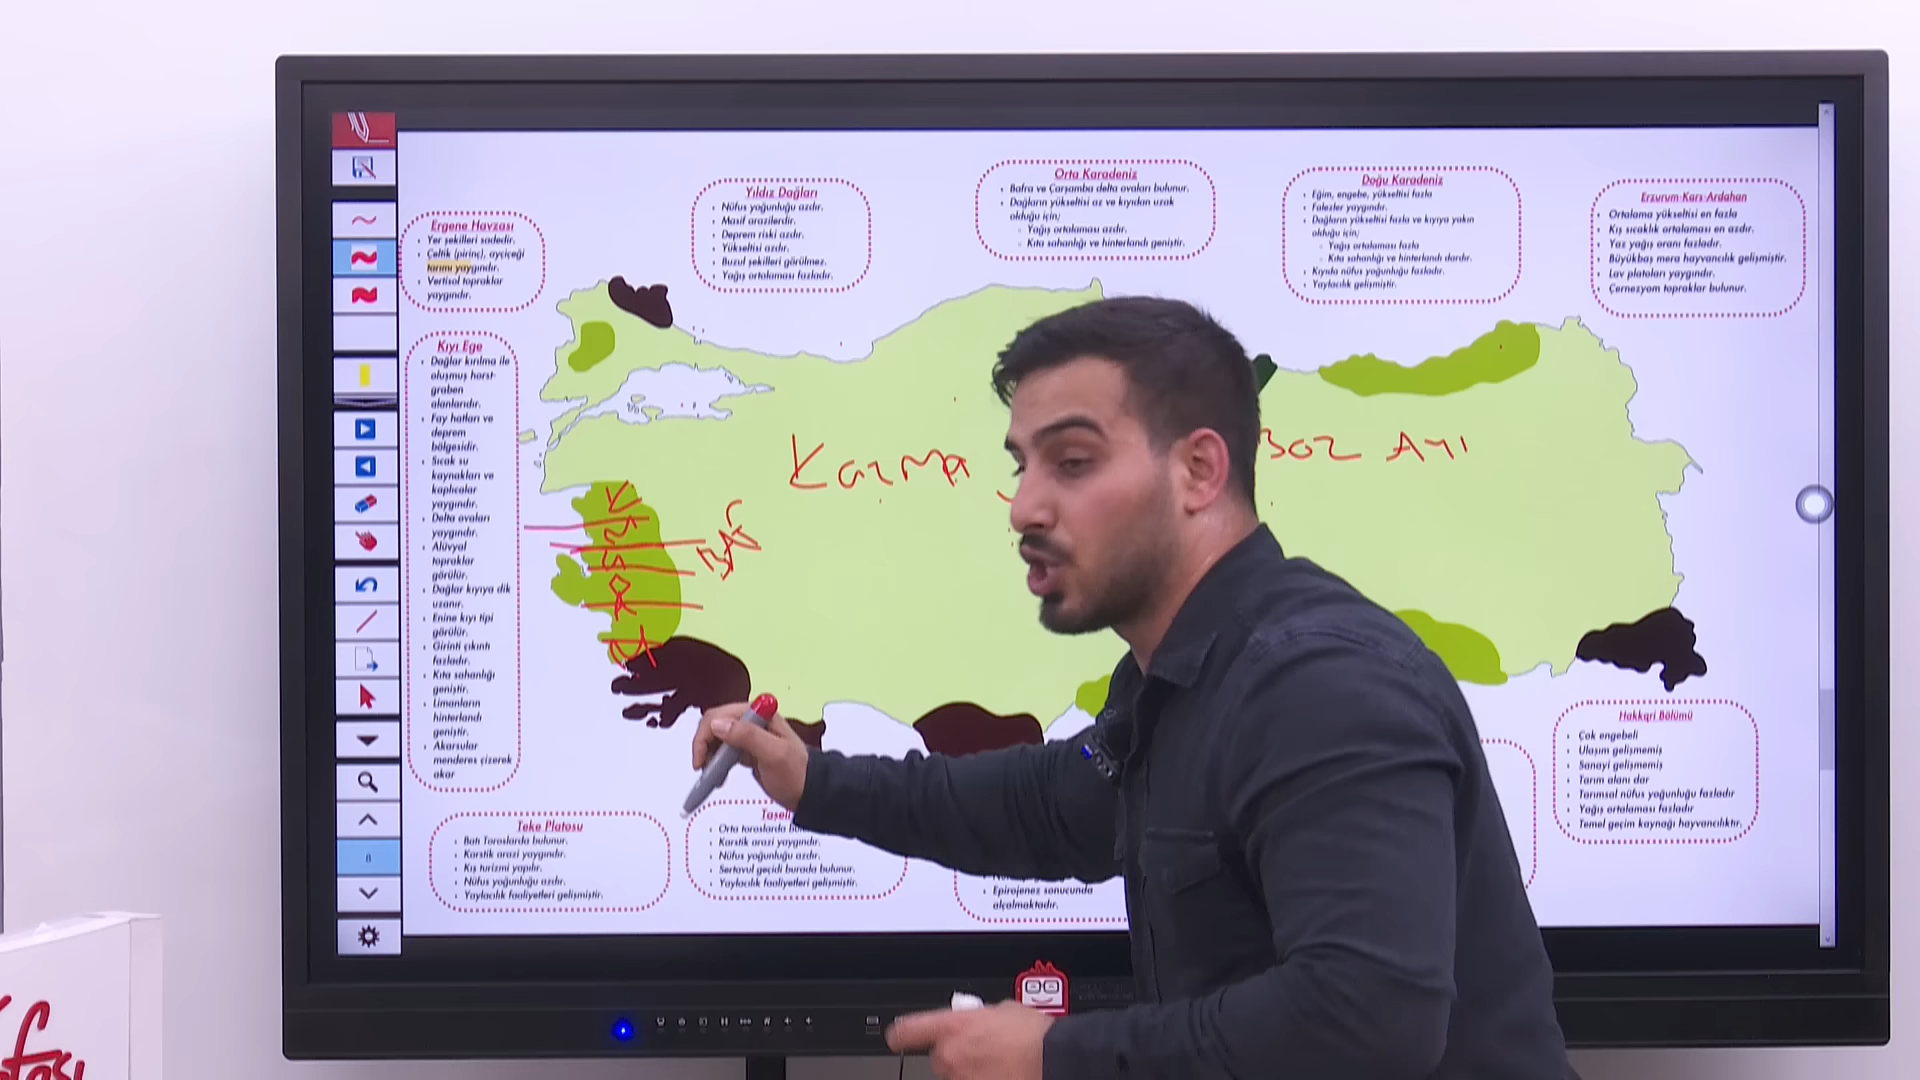 Ergene Havzası
Yer şekilleri sadedir.
Çeltik (pirinç), ayçiçeği
tarımı yaygındır.
Vertisol topraklar
yaygındır.
Yıldız Dağları
Nüfus yoğunluğu azdır.
Masif arazilerdir.
Deprem riski azdır.
Yükseltisi azdır.
Buzul şekilleri görülmez.
Yağış ortalaması fazladır.
Orta Karadeniz
Bafra ve Çarşamba delta ovaları bulunur.
Dağların yükseltisi az ve kıyıdan uzak
olduğu için;
Yağış ortalaması azdır.
Kıta sahanlığı ve hinterlandı geniştir.
Doğu Karadeniz
Eğim, engebe, yükseltisi fazla
Falezler yaygındır.
Dağların yükseltisi fazla ve kıyıya yakın
olduğu için;
Yağış ortalaması fazla
Kıta sahanlığı ve hinterlandı dardır.
Kıyıda nüfus yoğunluğu fazladır.
Yaylacılık gelişmiştir.
Erzurum-Kars-Ardahan
Ortalama yükseltisi en fazla
Kış sıcaklık ortalaması en azdır.
Yaz yağış oranı fazladır.
Büyükbaş mera hayvancılık gelişmiştir.
Lav platoları yaygındır.
Çernezyom topraklar bulunur.
Kıyı Ege
Dağlar kırılma ile
oluşmuş horst-
graben
alanlarıdır.
Fay hatları ve
deprem
bölgesidir.
Sıcak su
kaynakları ve
kaplıcalar
yaygındır.
Delta ovaları
yaygındır.
Alüvyal
topraklar
görülür.
Dağlar kıyıya dik
uzanır.
Enine kıyı tipi
görülür.
Girinti çıkıntı
fazladır.
Kıta sahanlığı
geniştir.
Limanların
hinterlandı
geniştir.
Akarsular
menderes çizerek
akar
Kazma
Boz Ayı
Teke Platosu
Batı Toroslarda bulunur.
Karstik arazi yaygındır.
Kış turizmi yapılır.
Nüfus yoğunluğu azdır.
Yaylacılık faaliyetleri gelişmiştir.
Taşeli
Orta toroslarda
Karstik arazi yaygındır.
Nüfus yoğunluğu azdır.
Sertavul geçidi burada bulunur.
Yaylacılık faaliyetleri gelişmiştir.
Epirojenez sonucunda
alçalmaktadır.
Hakkari Bölümü
Çok engebeli
Ulaşım gelişmemiş
Sanayi gelişmemiş
Tarım alanı dar
Tarımsal nüfus yoğunluğu fazladır
Yağış ortalaması fazladır
Temel geçim kaynağı hayvancılıktır.
8